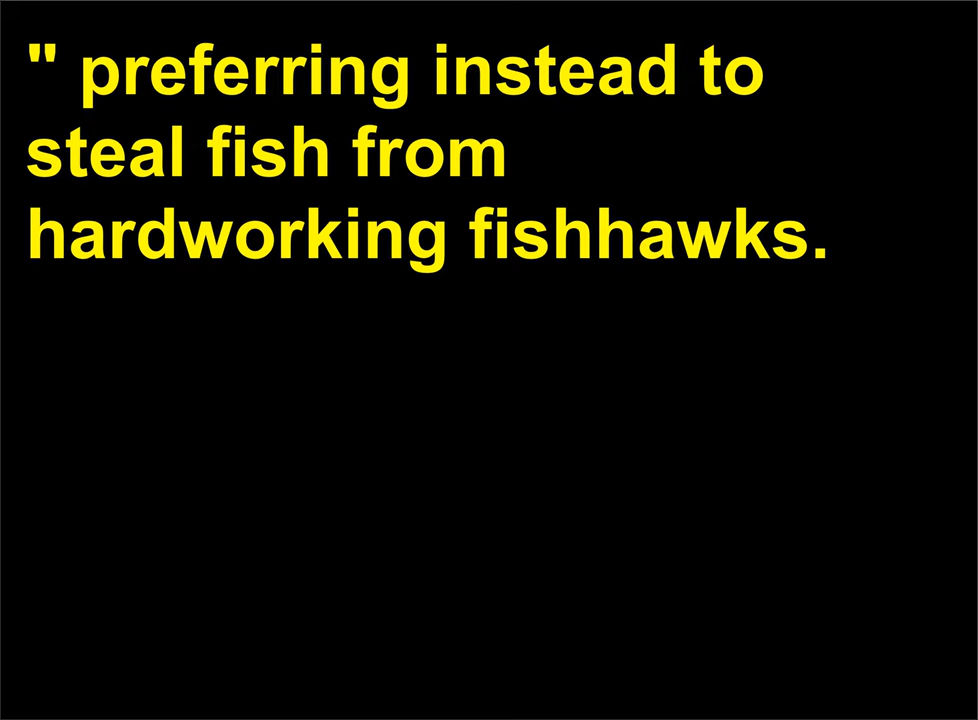 " preferring instead to
steal fish from
hardworking fishhawks.